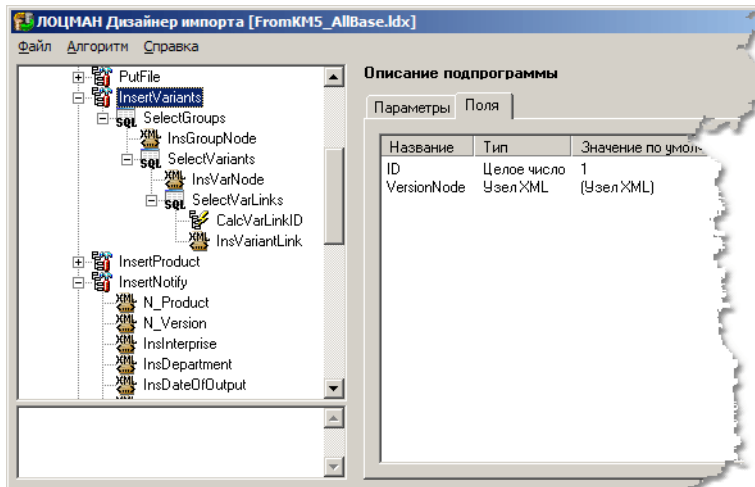 ЛОЦМАН Дизайнер импорта [FromKM5_AllBase.ldx]
Файл Алгоритм Справка
PutFile
InsertVariants
SQL SelectGroups
XML InsGroupNode
SQL SelectVariants
XML InsVarNode
SQL SelectVarLinks
CalcVarLinkID
XML InsVariantLink
InsertProduct
InsertNotify
XML N_Product
XML N_Version
XML InsInterprise
XML InsDepartment
XML InsDateOfOutput
Описание подпрограммы
Параметры Поля
Название Тип Значение по умолч
ID Целое число 1
VersionNode Узел XML (Узел XML)